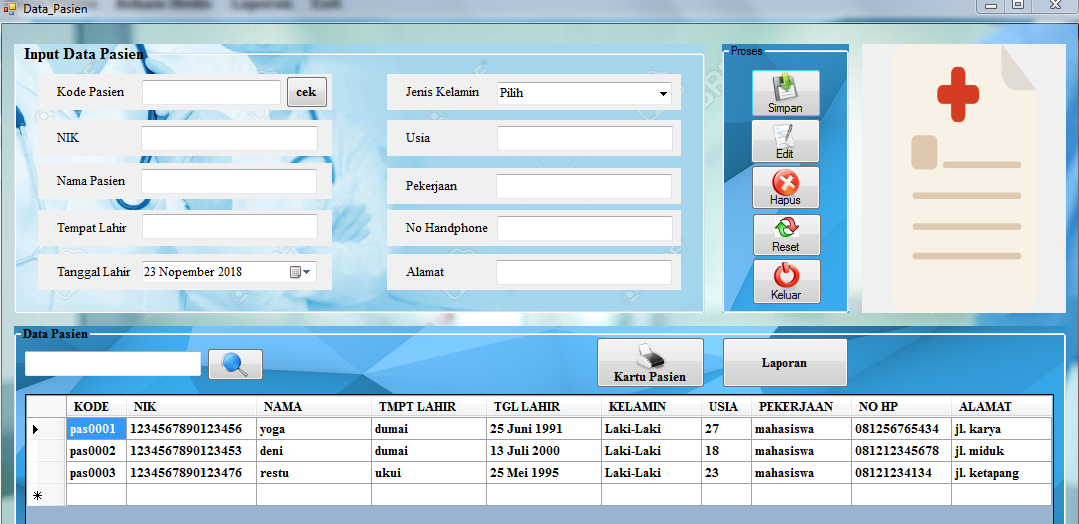 Data_Pasien
Rekam Medis Laporan Exit
Input Data Pasien
Kode Pasien cek
NIK
Nama Pasien
Tempat Lahir
Tanggal Lahir 23 Nopember 2018
Jenis Kelamin Pilih
Usia
Pekerjaan
No Handphone
Alamat
Proses
Simpan
Edit
Hapus
Reset
Keluar
Data Pasien
Kartu Pasien
Laporan
KODE NIK NAMA TMPT LAHIR TGL LAHIR KELAMIN USIA PEKERJAAN NO HP ALAMAT
pas0001 1234567890123456 yoga dumai 25 Juni 1991 Laki-Laki 27 mahasiswa 081256765434 jl. karya
pas0002 1234567890123453 deni dumai 13 Juli 2000 Laki-Laki 18 mahasiswa 081212345678 jl. miduk
pas0003 1234567890123476 restu ukui 25 Mei 1995 Laki-Laki 23 mahasiswa 08121234134 jl. ketapang